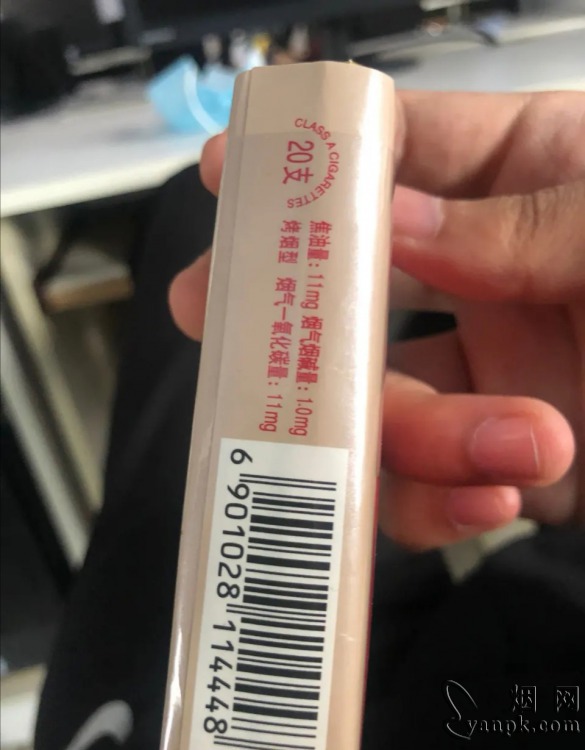 CLASS A CIGARETTES
20支
焦油量：11mg 烟气烟碱量：1.0mg
烤烟型 烟气一氧化碳量：11mg
6 901028 114448
烟网
yanpk.com